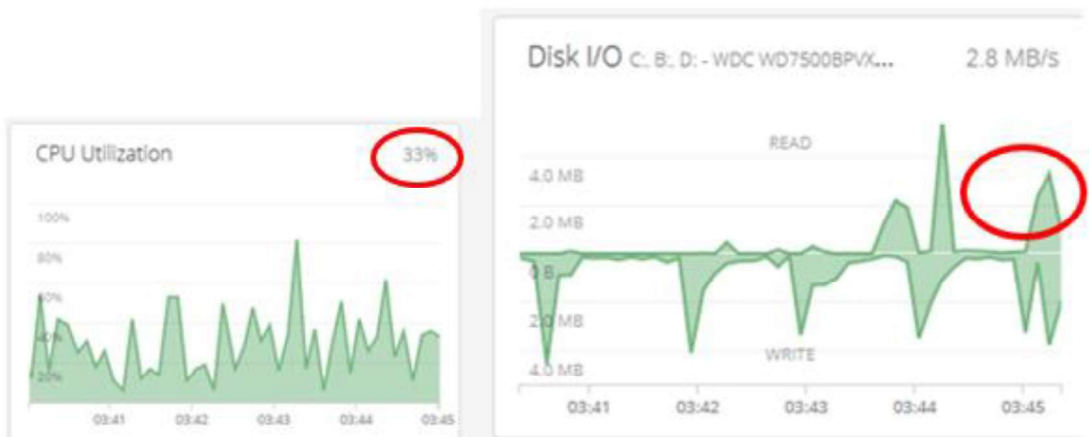 CPU Utilization 33%
100%
80%
60%
40%
20%
03:41 03:42 03:43 03:44 03:45
Disk I/O C:, B:, D: - WDC WD7500BPVX... 2.8 MB/s
READ
4.0 MB
2.0 MB
0 B
2.0 MB
WRITE
4.0 MB
03:41 03:42 03:43 03:44 03:45